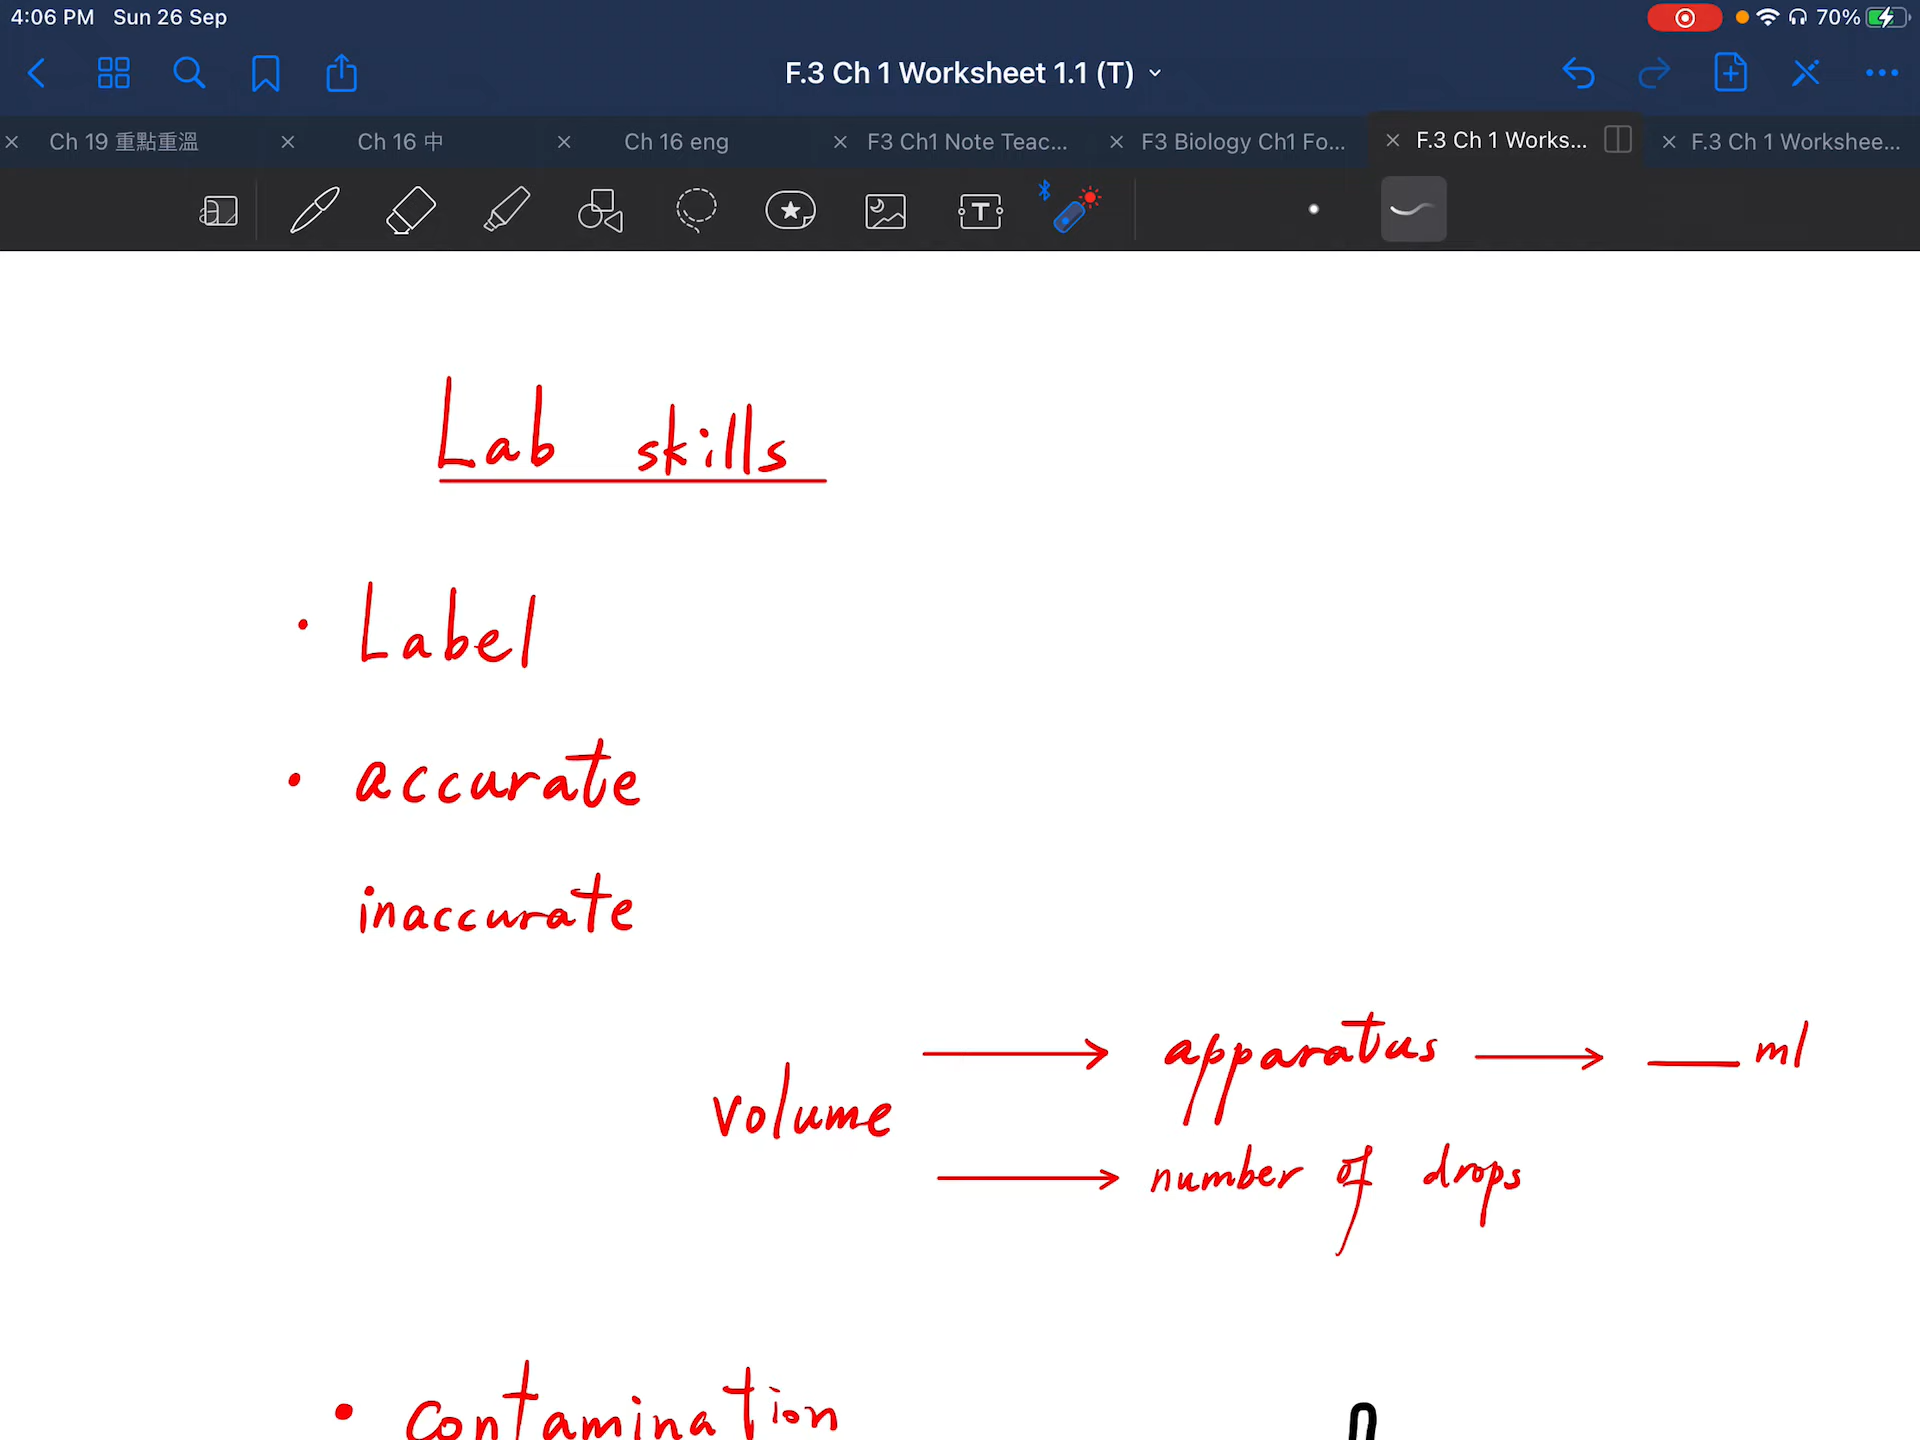 4:06 PM Sun 26 Sep 70%
F.3 Ch 1 Worksheet 1.1 (T)
Ch 19 重點重溫 Ch 16 中 Ch 16 eng F3 Ch1 Note Teac... F3 Biology Ch1 Fo... F.3 Ch 1 Works... F.3 Ch 1 Workshee...
Lab skills
• Label
• accurate
inaccurate
volume → apparatus → ___ ml
→ number of drops
• contamination